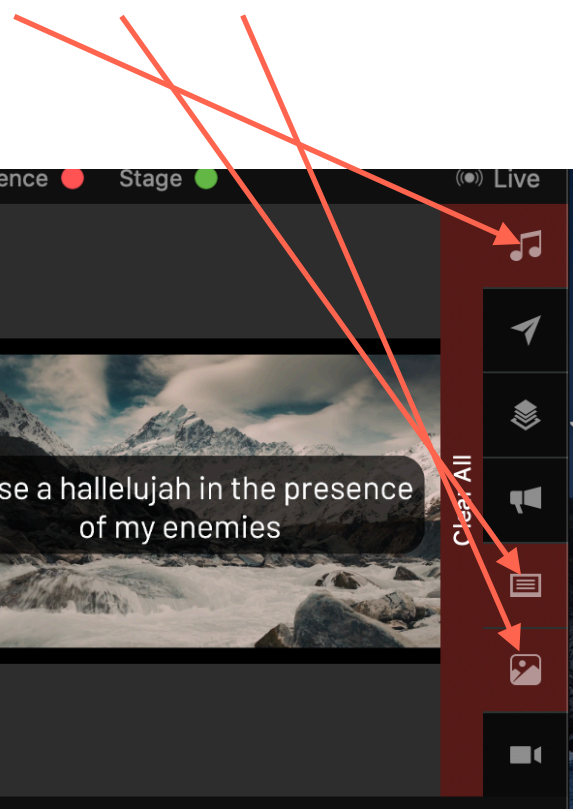 ence Stage Live
se a hallelujah in the presence
of my enemies
Clear All